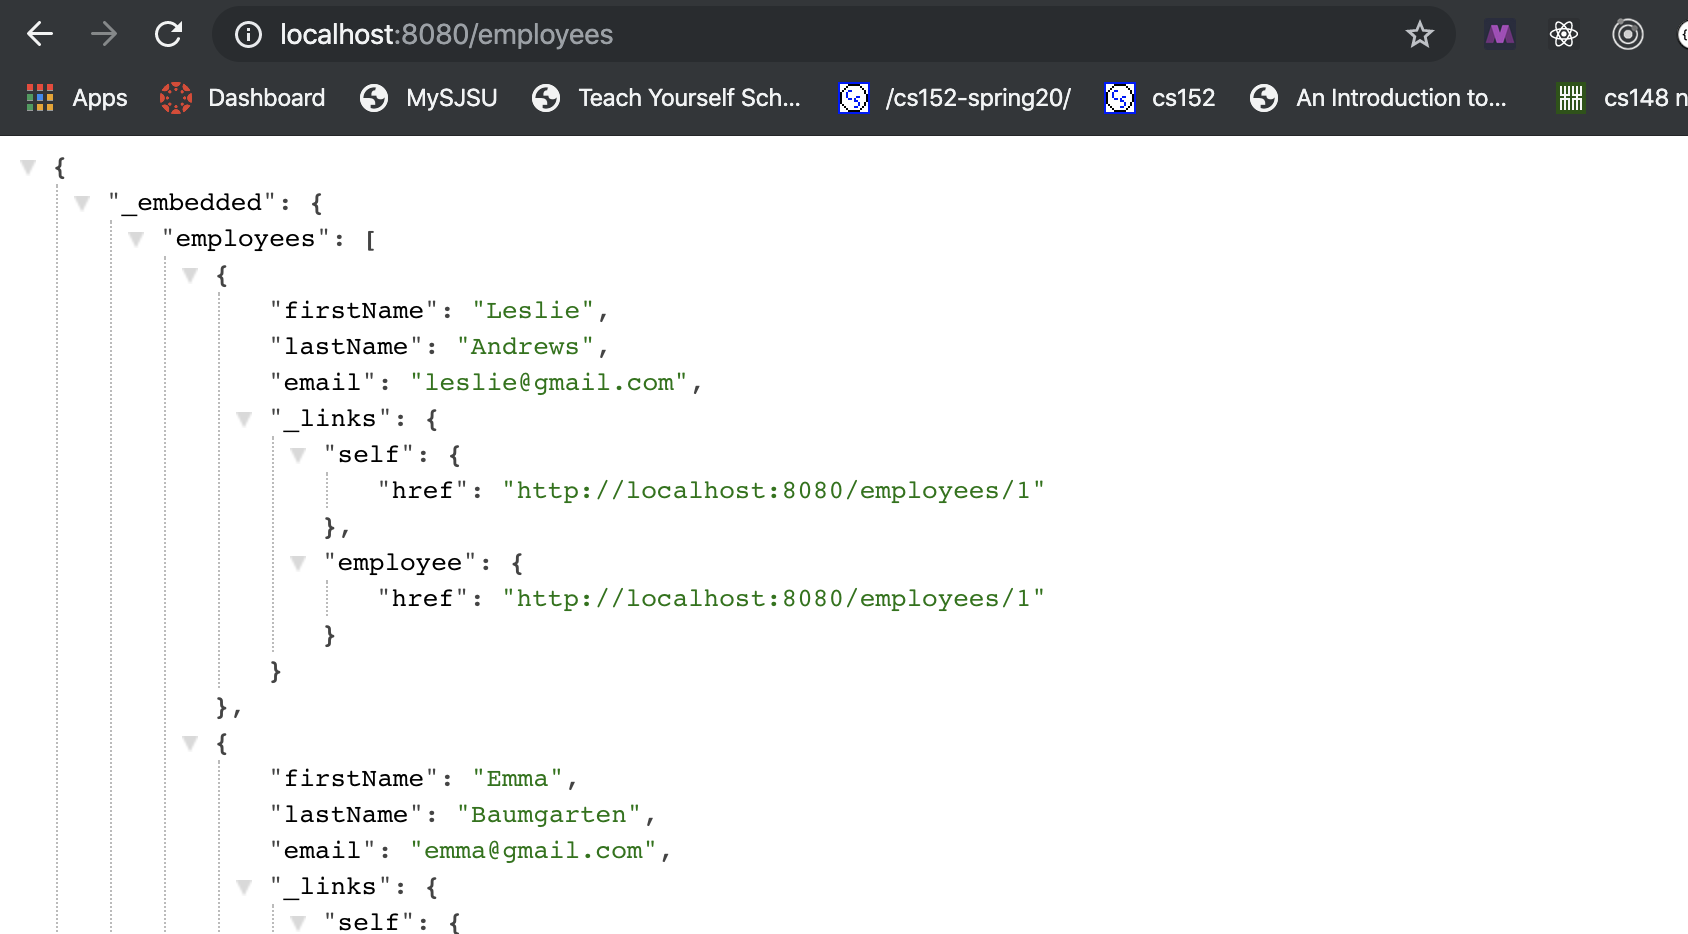 localhost:8080/employees
Apps Dashboard MySJSU Teach Yourself Sch... /cs152-spring20/ cs152 An Introduction to... cs148 n
{
"_embedded": {
"employees": [
{
"firstName": "Leslie",
"lastName": "Andrews",
"email": "leslie@gmail.com",
"_links": {
"self": {
"href": "http://localhost:8080/employees/1"
},
"employee": {
"href": "http://localhost:8080/employees/1"
}
}
},
{
"firstName": "Emma",
"lastName": "Baumgarten",
"email": "emma@gmail.com",
"_links": {
"self": {